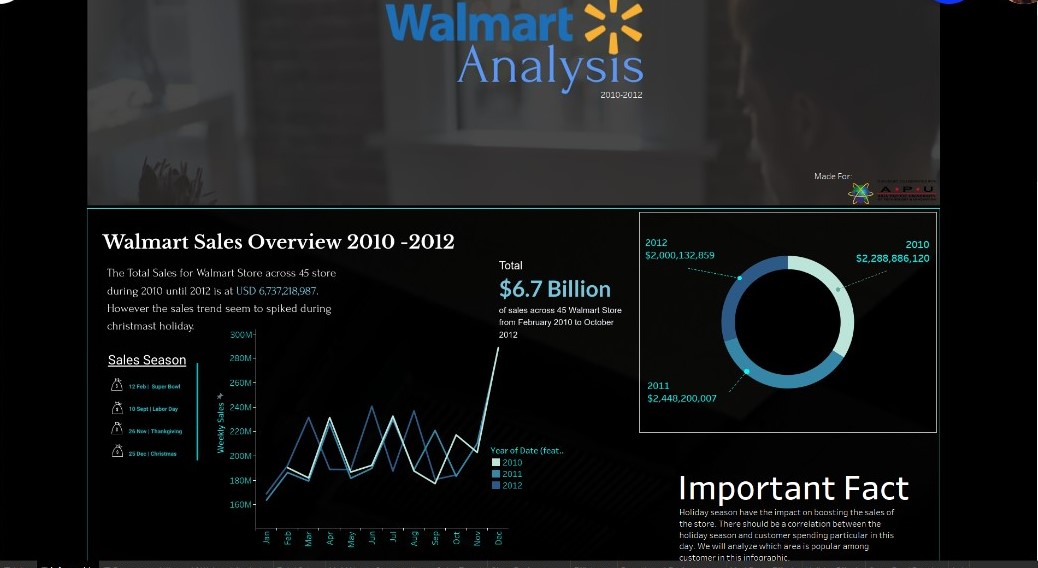 Walmart
Analysis
2010-2012
Made For:
A.P.U
Walmart Sales Overview 2010 -2012
The Total Sales for Walmart Store across 45 store
during 2010 until 2012 is at USD 6,737,218,987.
However the sales trend seem to spiked during
christmast holiday.
Total
$6.7 Billion
of sales across 45 Walmart Store
from February 2010 to October
2012
2012
$2,000,132,859
2010
$2,288,886,120
2011
$2,448,200,007
Sales Season
12 Feb | Super Bowl
10 Sept | Labor Day
26 Nov | Thankgiving
25 Dec | Christmas
Weekly Sales
300M
280M
260M
240M
220M
200M
180M
160M
Jan
Feb
Mar
Apr
May
Jun
Jul
Aug
Sep
Oct
Nov
Dec
Year of Date (feat..
2010
2011
2012
Important Fact
Holiday season have the impact on boosting the sales of
the store. There should be a correlation between the
holiday season and customer spending particular in this
day. We will analyze which area is popular among
customer in this infographic.